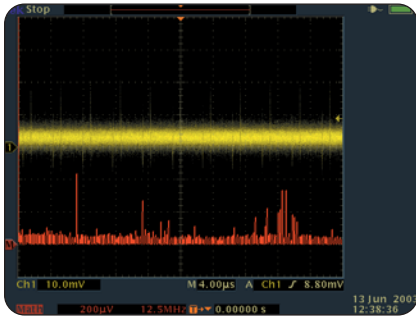 Stop
1
M
Ch1 10.0mV M 4.00µs A Ch1 ʃ 8.80mV
Math 200µV 12.5MHz T→▼ 0.00000 s
13 Jun 2003
12:38:36